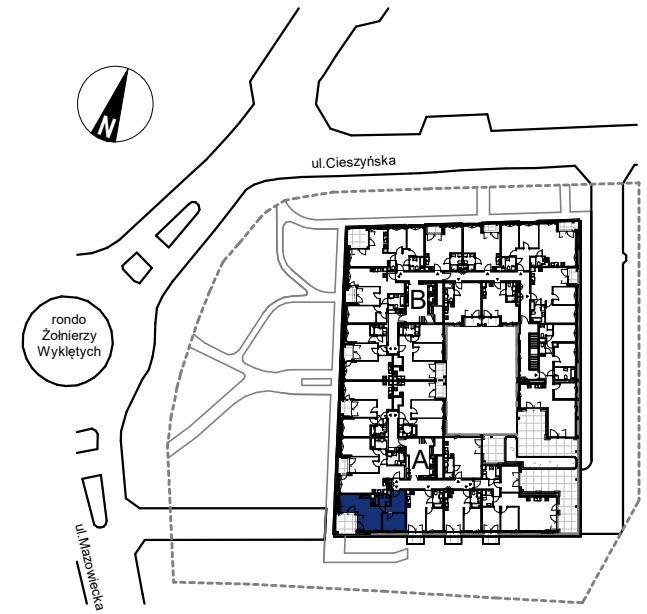 N
ul.Cieszyńska
B
rondo
Żołnierzy
Wyklętych
A
ul.Mazowiecka